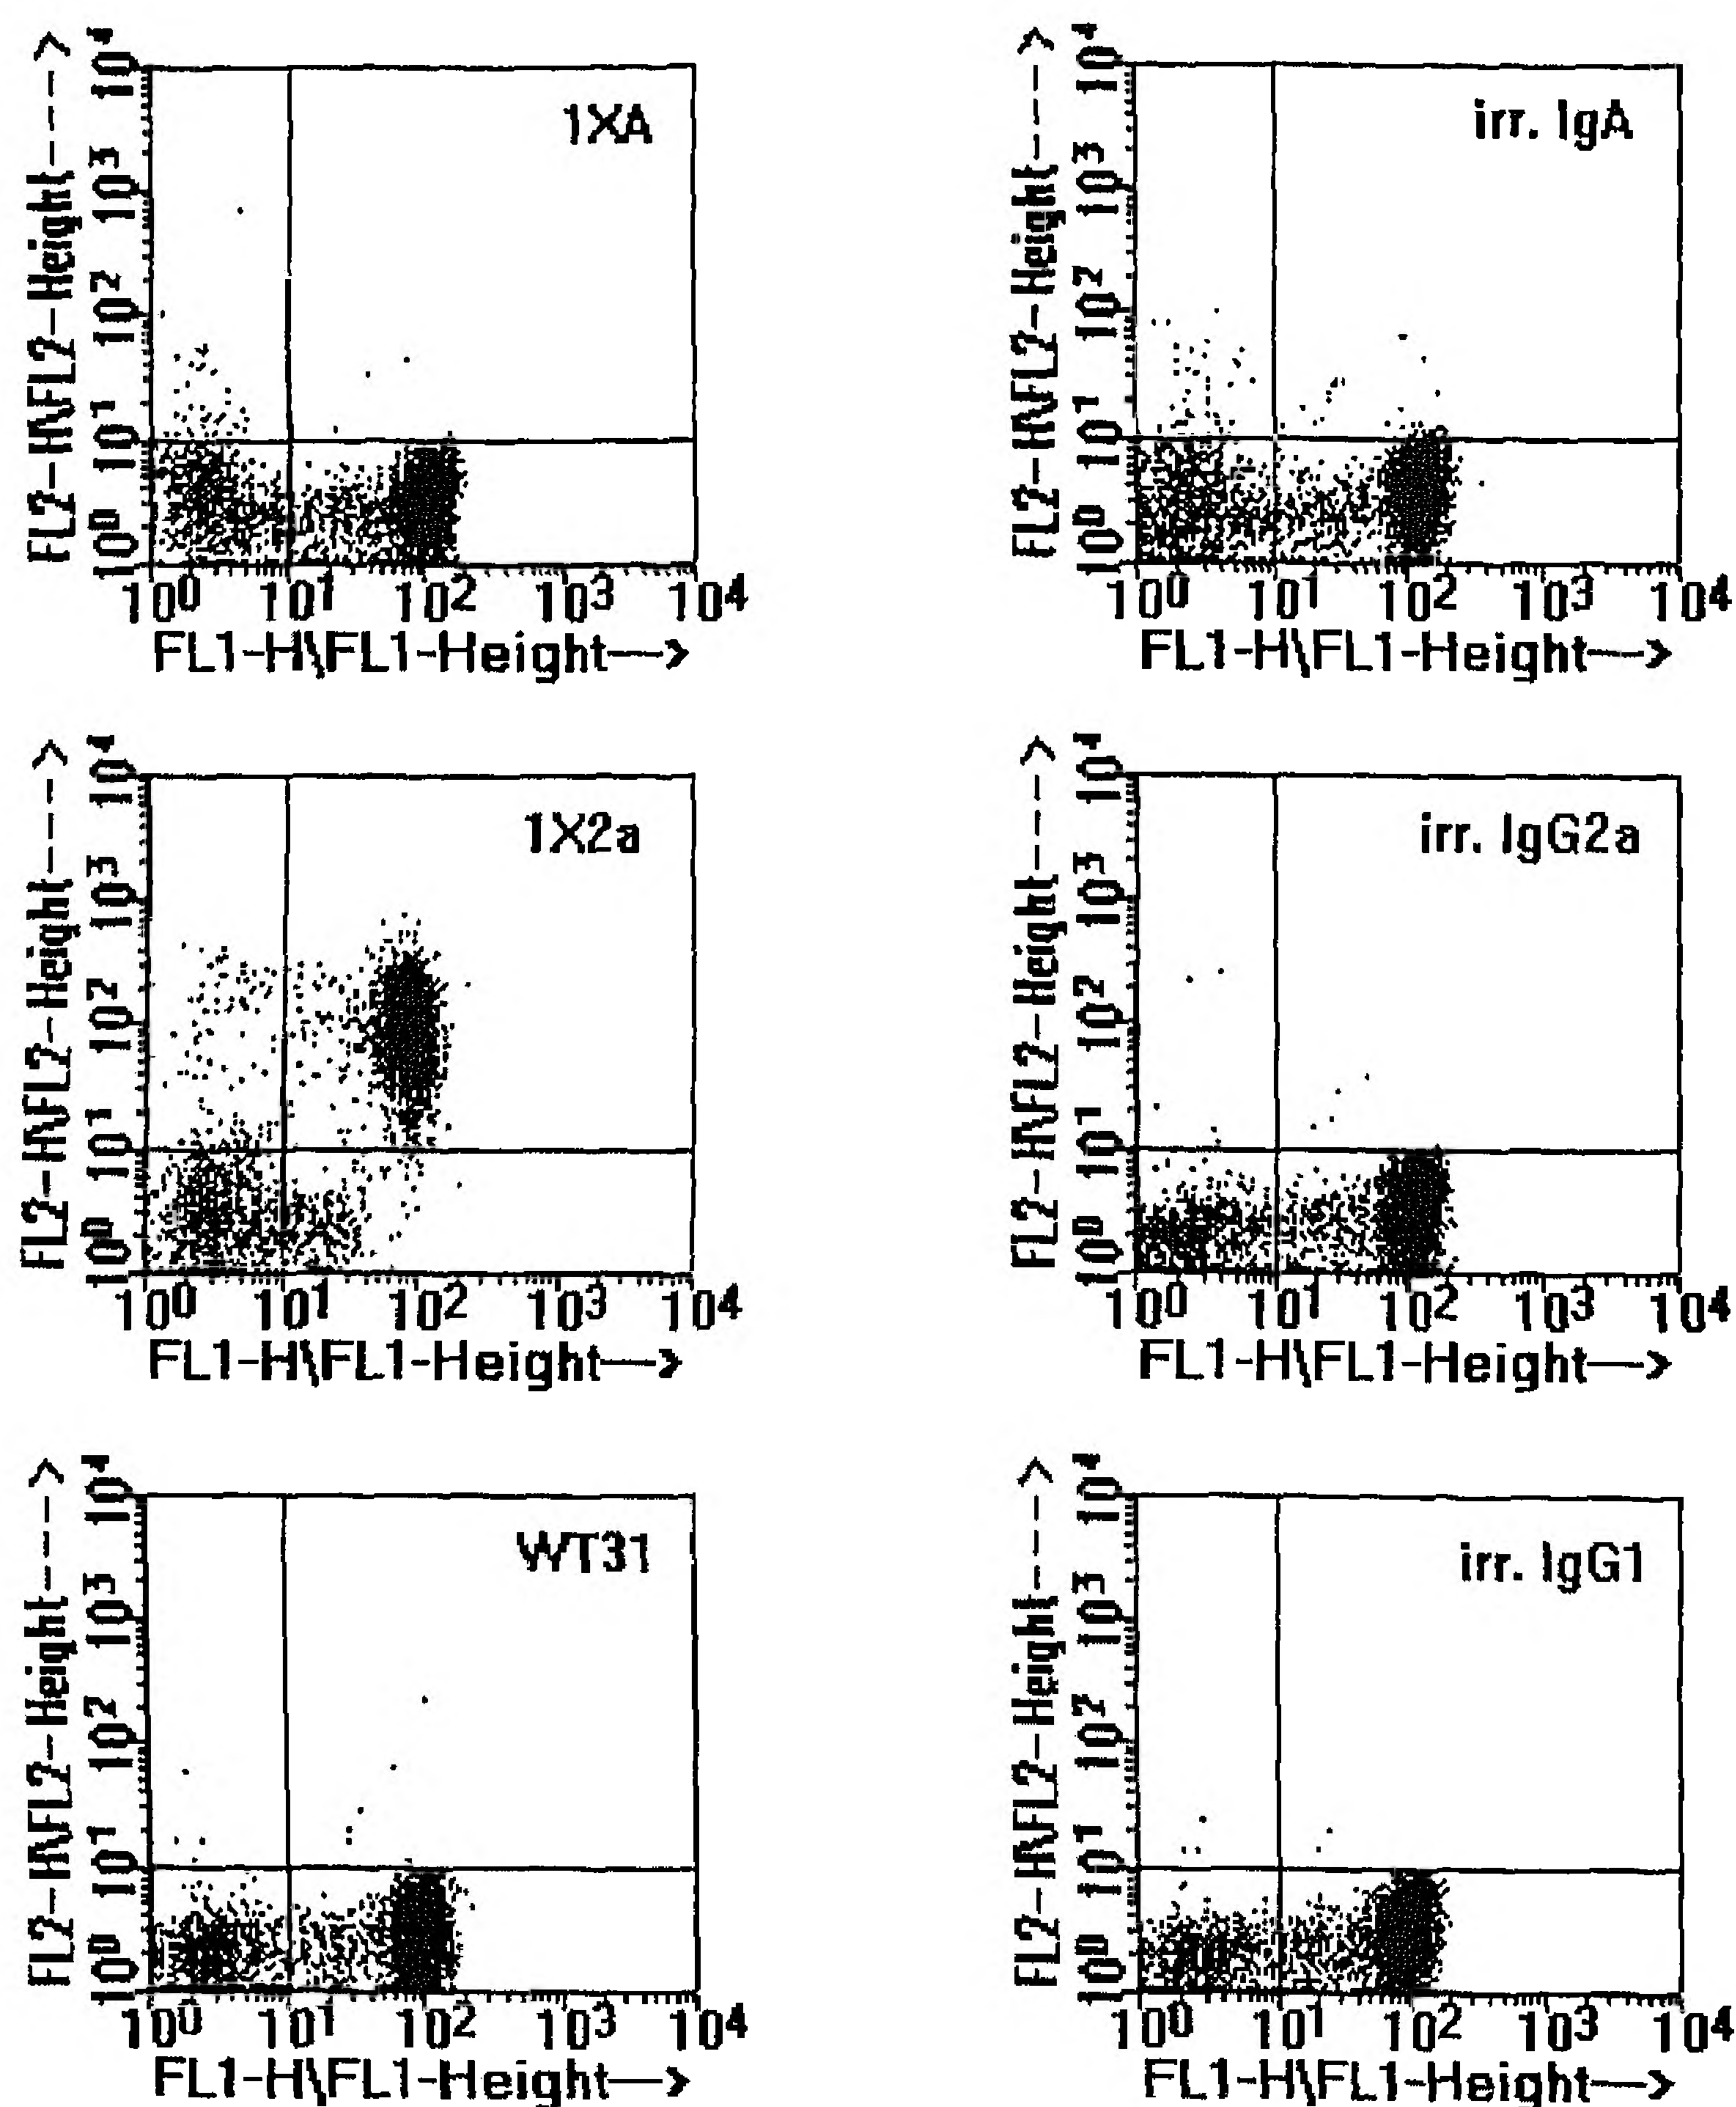 1XA
FL2-H\FL2-Height---->
10⁴
10³
10²
10¹
10⁰
10⁰ 10¹ 10² 10³ 10⁴
FL1-H\FL1-Height-->
irr. IgA
FL2-H\FL2-Height---->
10⁴
10³
10²
10¹
10⁰
10⁰ 10¹ 10² 10³ 10⁴
FL1-H\FL1-Height-->
1X2a
FL2-H\FL2-Height---->
10⁴
10³
10²
10¹
10⁰
10⁰ 10¹ 10² 10³ 10⁴
FL1-H\FL1-Height-->
irr. IgG2a
FL2-H\FL2-Height---->
10⁴
10³
10²
10¹
10⁰
10⁰ 10¹ 10² 10³ 10⁴
FL1-H\FL1-Height-->
WT31
FL2-H\FL2-Height---->
10⁴
10³
10²
10¹
10⁰
10⁰ 10¹ 10² 10³ 10⁴
FL1-H\FL1-Height-->
irr. IgG1
FL2-H\FL2-Height---->
10⁴
10³
10²
10¹
10⁰
10⁰ 10¹ 10² 10³ 10⁴
FL1-H\FL1-Height-->